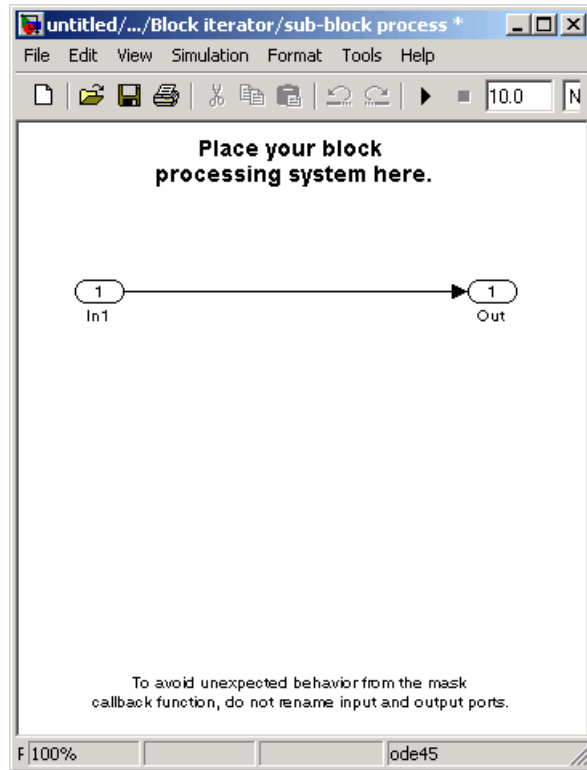 untitled/.../Block iterator/sub-block process *
File Edit View Simulation Format Tools Help
10.0 N
Place your block
processing system here.
1 1
In1 Out
To avoid unexpected behavior from the mask
callback function, do not rename input and output ports.
F 100% ode45